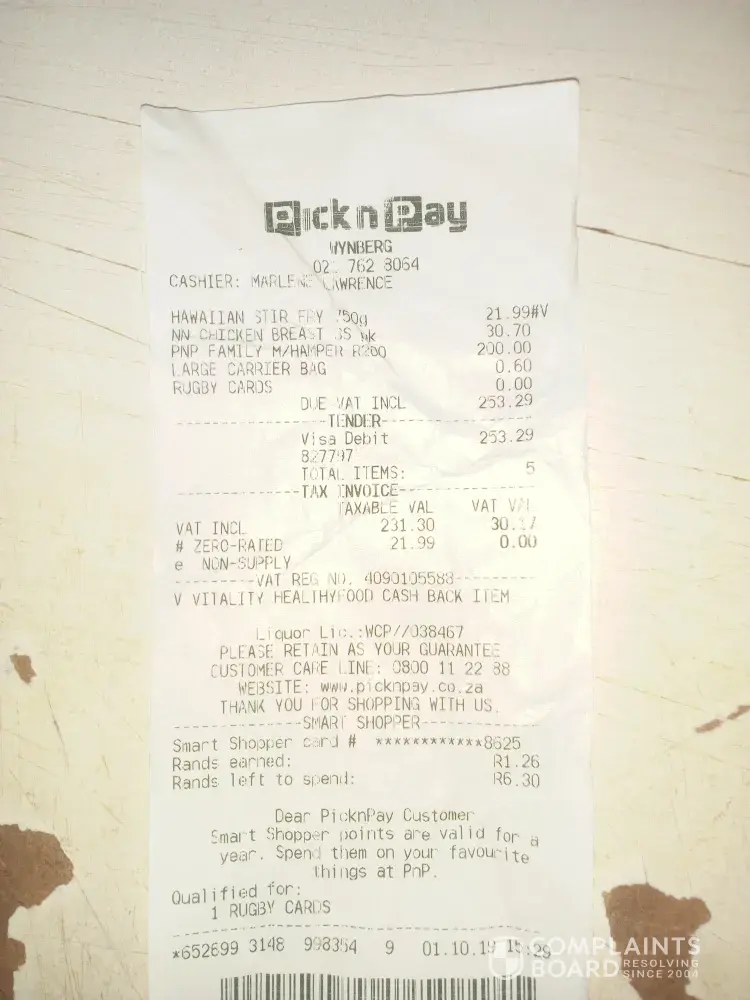 Pick n Pay
WYNBERG
762 8064
CASHIER: MARLENE LAWRENCE
HAWAIIAN STIR FRY 750g 21.99#V
NN CHICKEN BREAST 30.70
PNP FAMILY M/HAMPER R200 200.00
LARGE CARRIER BAG 0.60
RUGBY CARDS 0.00
DUE VAT INCL 253.29
------------------TENDER------------------
Visa Debit 253.29
827797
TOTAL ITEMS: 5
---------------TAX INVOICE---------------
TAXABLE VAL VAT VAL
VAT INCL 231.30 30.17
# ZERO-RATED 21.99 0.00
@ NON-SUPPLY
---------VAT REG NO. 4090105588---------
V VITALITY HEALTHYFOOD CASH BACK ITEM
Liquor Lic.:WCP//038467
PLEASE RETAIN AS YOUR GUARANTEE
CUSTOMER CARE LINE: 0800 11 22 88
WEBSITE: www.picknpay.co.za
THANK YOU FOR SHOPPING WITH US.
---------------SMART SHOPPER---------------
Smart Shopper card # ************8625
Rands earned: R1.26
Rands left to spend: R6.30
Dear PicknPay Customer
Smart Shopper points are valid for a
year. Spend them on your favourite
things at PnP.
Qualified for:
1 RUGBY CARDS
*652699 3148 998354 9 01.10.19
COMPLAINTS
BOARD RESOLVING
SINCE 2004